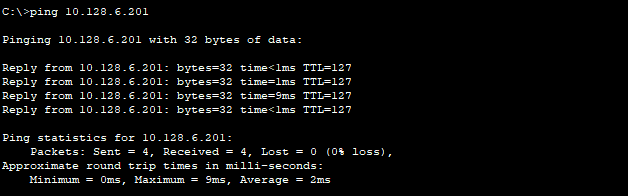 C:\>ping 10.128.6.201
Pinging 10.128.6.201 with 32 bytes of data:
Reply from 10.128.6.201: bytes=32 time<1ms TTL=127
Reply from 10.128.6.201: bytes=32 time=1ms TTL=127
Reply from 10.128.6.201: bytes=32 time=9ms TTL=127
Reply from 10.128.6.201: bytes=32 time<1ms TTL=127
Ping statistics for 10.128.6.201:
Packets: Sent = 4, Received = 4, Lost = 0 (0% loss),
Approximate round trip times in milli-seconds:
Minimum = 0ms, Maximum = 9ms, Average = 2ms